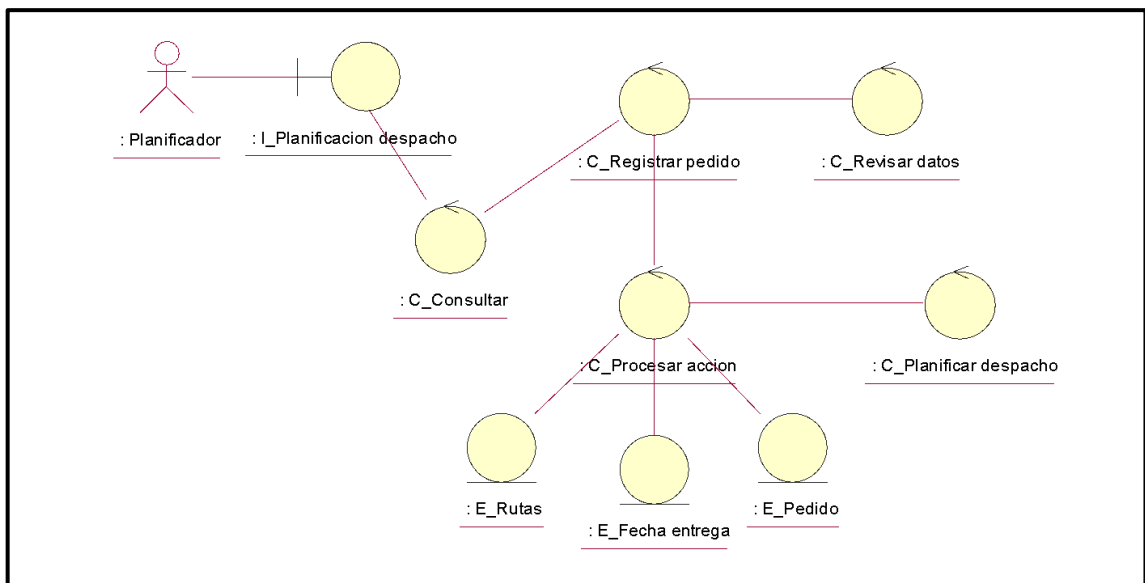 : Planificador
: I_Planificacion despacho
: C_Registrar pedido
: C_Revisar datos
: C_Consultar
: C_Procesar accion
: C_Planificar despacho
: E_Rutas
: E_Fecha entrega
: E_Pedido